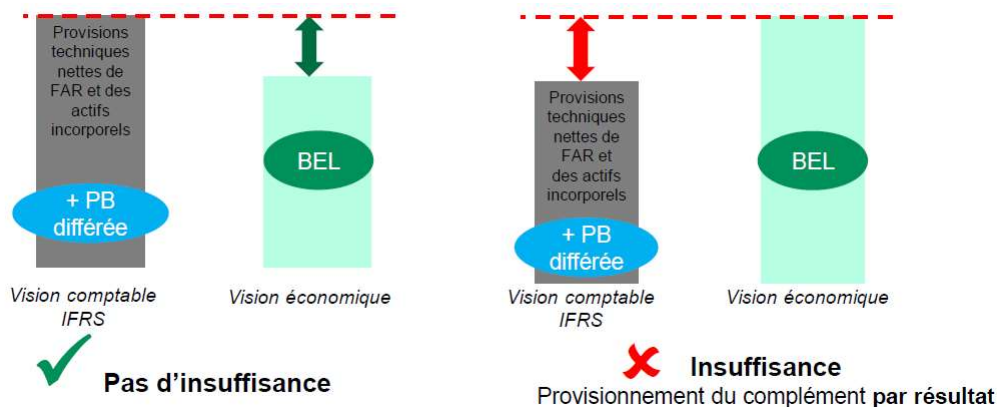 Provisions
techniques
nettes de
FAR et des
actifs
incorporels
+ PB
différée
BEL
Vision comptable
IFRS
Vision économique
Pas d’insuffisance
Provisions
techniques
nettes de
FAR et
des actifs
incorporels
+ PB
différée
BEL
Vision comptable
IFRS
Vision économique
Insuffisance
Provisionnement du complément par résultat